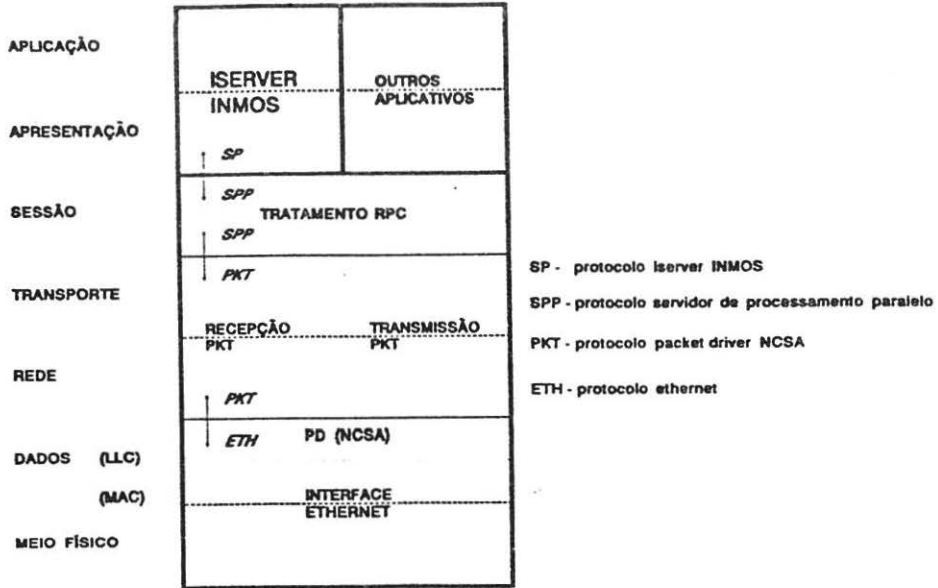 APLICAÇÃO
APRESENTAÇÃO
SESSÃO
TRANSPORTE
REDE
DADOS (LLC)
(MAC)
MEIO FÍSICO
ISERVER
INMOS
OUTROS
APLICATIVOS
SP
SPP
TRATAMENTO RPC
SPP
PKT
RECEPÇÃO
PKT
TRANSMISSÃO
PKT
PKT
ETH
PD (NCSA)
INTERFACE
ETHERNET
SP - protocolo iserver INMOS
SPP - protocolo servidor de processamento paralelo
PKT - protocolo packet driver NCSA
ETH - protocolo ethernet